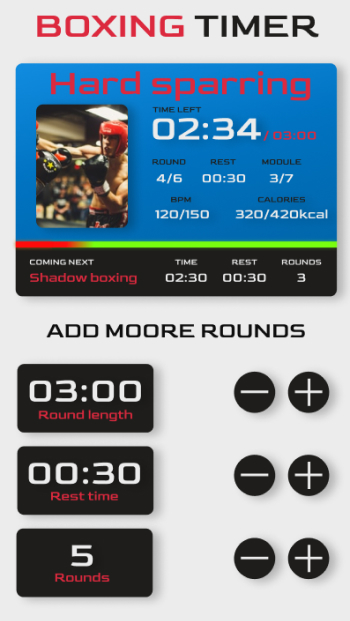 BOXING TIMER
Hard sparring
TIME LEFT
02:34 / 03:00
ROUND REST MODULE
4/6 00:30 3/7
BPM CALORIES
120/150 320/420kcal
COMING NEXT TIME REST ROUNDS
Shadow boxing 02:30 00:30 3
ADD MOORE ROUNDS
03:00
Round length
00:30
Rest time
5
Rounds